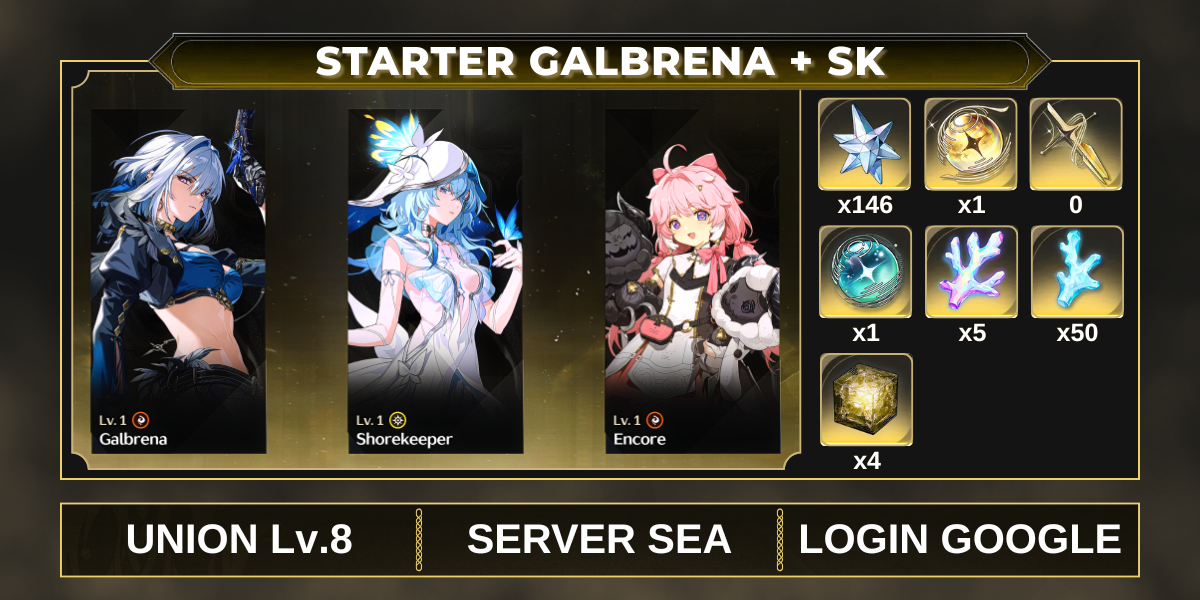 STARTER GALBRENA + SK
Lv. 1
Galbrena
Lv. 1
Shorekeeper
Lv. 1
Encore
x146
x1
0
x1
x5
x50
x4
UNION Lv.8
SERVER SEA
LOGIN GOOGLE